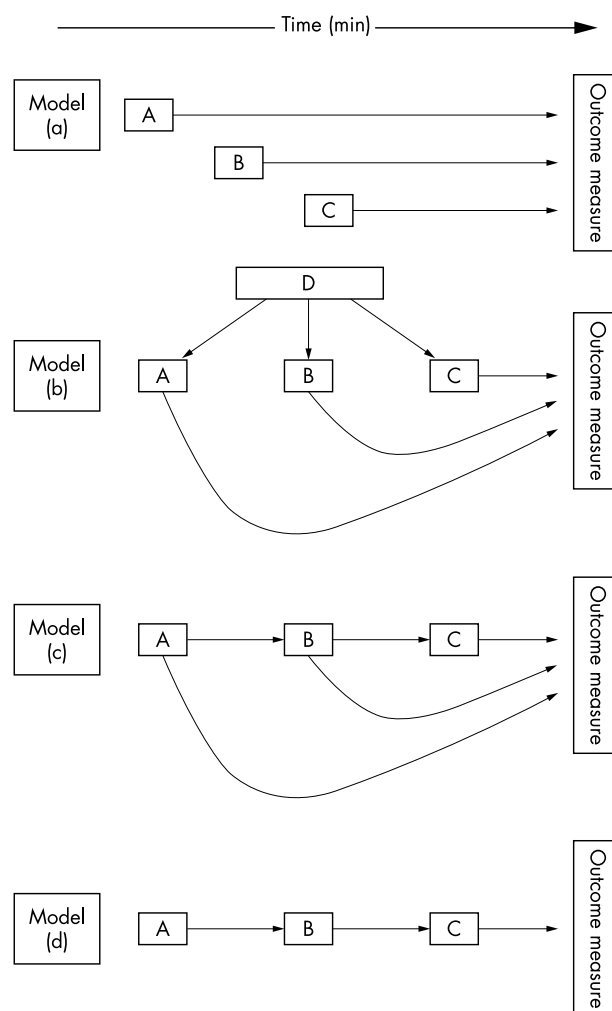 Time (min)
Model
(a)
A
B
C
Outcome measure
D
Model
(b)
A
B
C
Outcome measure
Model
(c)
A
B
C
Outcome measure
Model
(d)
A
B
C
Outcome measure